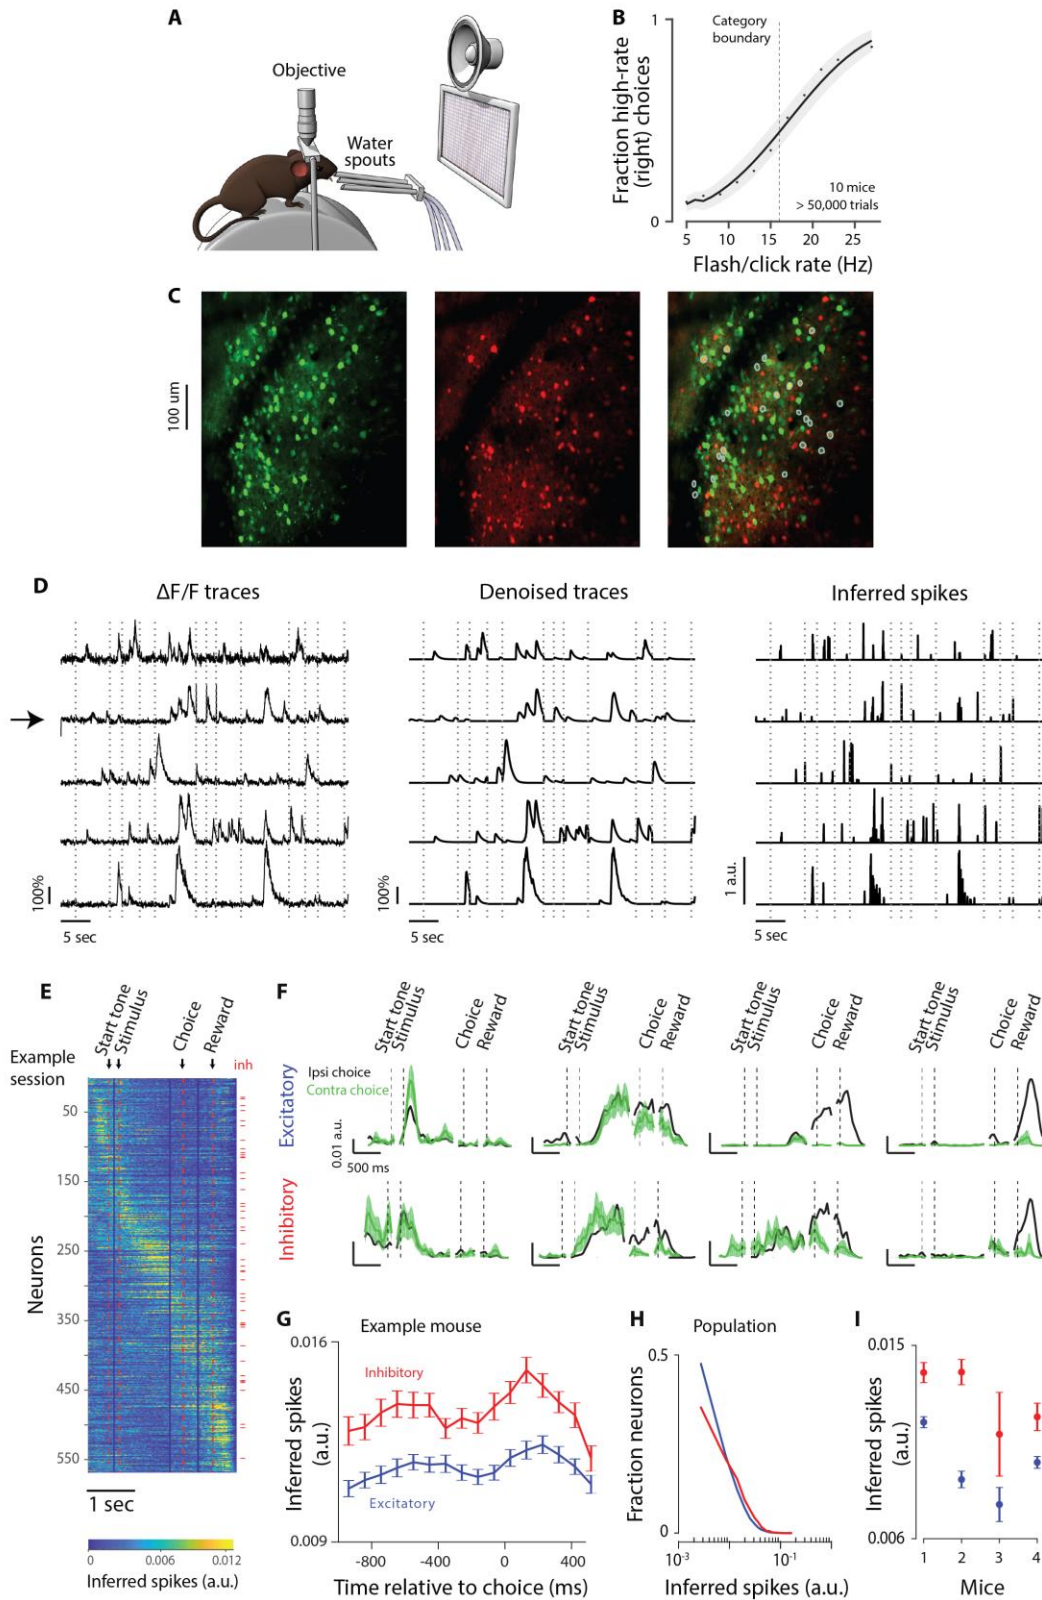 A
Objective
Water
spouts
B
1
Category
boundary
Fraction high-rate
(right) choices
10 mice
> 50,000 trials
0
5
10
15
20
25
Flash/click rate (Hz)
C
100 um
D
ΔF/F traces
Denoised traces
Inferred spikes
100%
100%
1 a.u.
5 sec
5 sec
5 sec
E
Start tone
Stimulus
Choice
Reward
Example
session
inh
50
150
250
350
450
550
Neurons
1 sec
0
0.006
0.012
Inferred spikes (a.u.)
F
Start tone
Stimulus
Choice
Reward
Start tone
Stimulus
Choice
Reward
Start tone
Stimulus
Choice
Reward
Start tone
Stimulus
Choice
Reward
Excitatory
Ipsi choice
Contra choice
0.01 a.u.
500 ms
Inhibitory
G
Example mouse
0.016
Inhibitory
Inferred spikes
(a.u.)
Excitatory
0.009
-800
-400
0
400
Time relative to choice (ms)
H
Population
0.5
Fraction neurons
0
10-3
10-1
Inferred spikes (a.u.)
I
0.015
Inferred spikes
(a.u.)
0.006
1
2
3
4
Mice